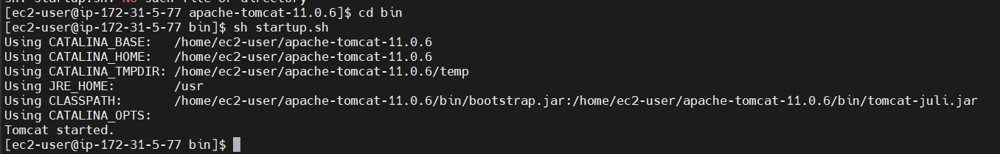 sh: startup.sh: No such file or directory
[ec2-user@ip-172-31-5-77 apache-tomcat-11.0.6]$ cd bin
[ec2-user@ip-172-31-5-77 bin]$ sh startup.sh
Using CATALINA_BASE:   /home/ec2-user/apache-tomcat-11.0.6
Using CATALINA_HOME:   /home/ec2-user/apache-tomcat-11.0.6
Using CATALINA_TMPDIR: /home/ec2-user/apache-tomcat-11.0.6/temp
Using JRE_HOME:        /usr
Using CLASSPATH:       /home/ec2-user/apache-tomcat-11.0.6/bin/bootstrap.jar:/home/ec2-user/apache-tomcat-11.0.6/bin/tomcat-juli.jar
Using CATALINA_OPTS:
Tomcat started.
[ec2-user@ip-172-31-5-77 bin]$